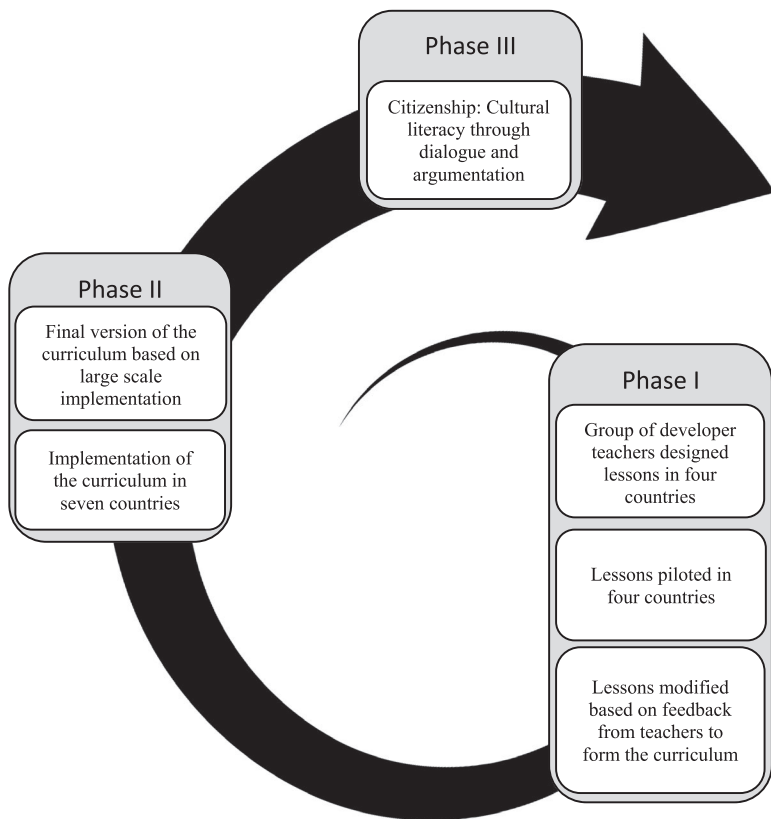 Phase III
Citizenship: Cultural
literacy through
dialogue and
argumentation
Phase II
Final version of the
curriculum based on
large scale
implementation
Implementation of
the curriculum in
seven countries
Phase I
Group of developer
teachers designed
lessons in four
countries
Lessons piloted in
four countries
Lessons modified
based on feedback
from teachers to
form the curriculum